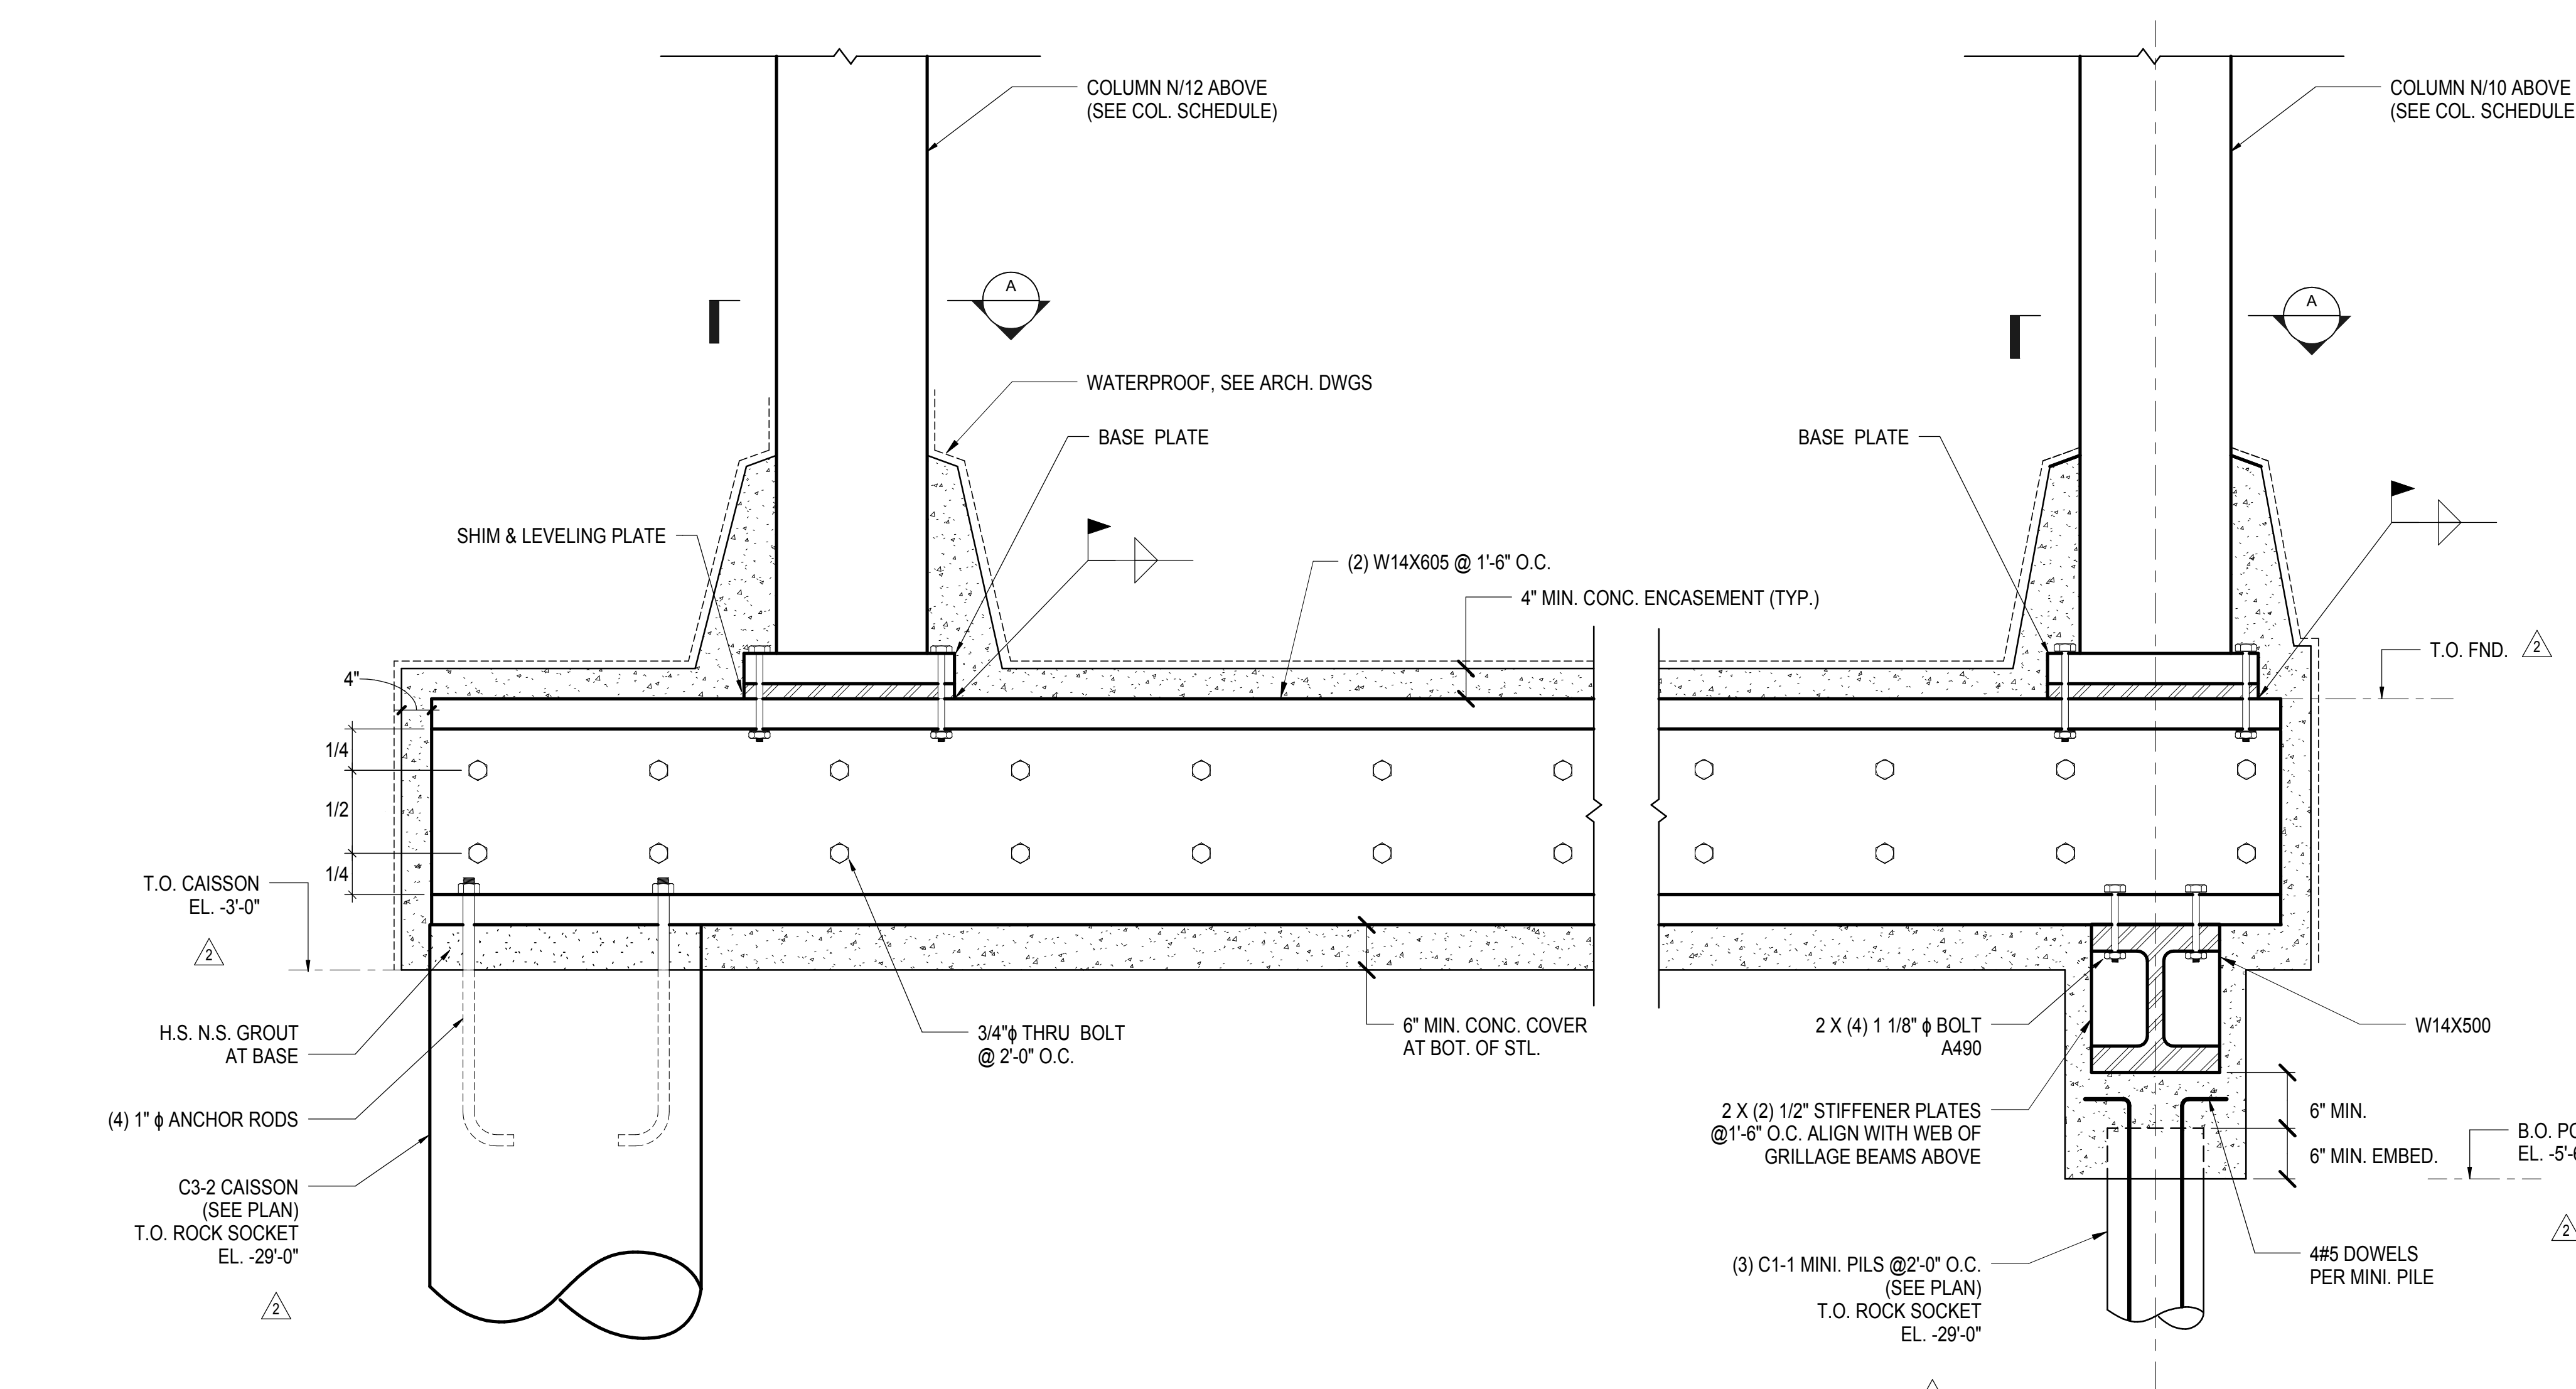 COLUMN N/12 ABOVE
(SEE COL. SCHEDULE)
COLUMN N/10 ABOVE
(SEE COL. SCHEDULE
A
A
WATERPROOF, SEE ARCH. DWGS
BASE PLATE
BASE PLATE
SHIM & LEVELING PLATE
(2) W14X605 @ 1'-6" O.C.
4" MIN. CONC. ENCASEMENT (TYP.)
T.O. FND.
2
4"
1/4
1/2
1/4
T.O. CAISSON
EL. -3'-0"
2
H.S. N.S. GROUT
AT BASE
3/4"ϕ THRU BOLT
@ 2'-0" O.C.
6" MIN. CONC. COVER
AT BOT. OF STL.
2 X (4) 1 1/8" ϕ BOLT
A490
W14X500
(4) 1" ϕ ANCHOR RODS
2 X (2) 1/2" STIFFENER PLATES
@1'-6" O.C. ALIGN WITH WEB OF
GRILLAGE BEAMS ABOVE
6" MIN.
6" MIN. EMBED.
B.O.
EL. -5'-
2
C3-2 CAISSON
(SEE PLAN)
T.O. ROCK SOCKET
EL. -29'-0"
2
(3) C1-1 MINI. PILS @2'-0" O.C.
(SEE PLAN)
T.O. ROCK SOCKET
EL. -29'-0"
4#5 DOWELS
PER MINI. PILE